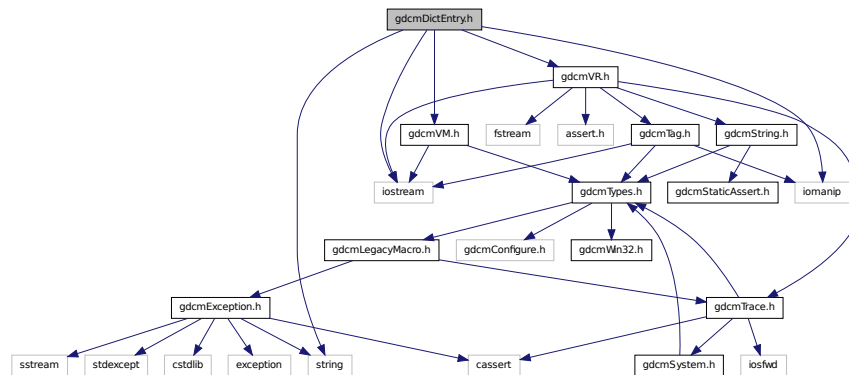 gdcmDictEntry.h
gdcmVR.h
gdcmVM.h
fstream
assert.h
gdcmTag.h
gdcmString.h
iostream
gdcmTypes.h
gdcmStaticAssert.h
iomanip
gdcmLegacyMacro.h
gdcmConfigure.h
gdcmWin32.h
gdcmException.h
gdcmTrace.h
sstream
stdexcept
cstdlib
exception
string
cassert
gdcmSystem.h
iosfwd